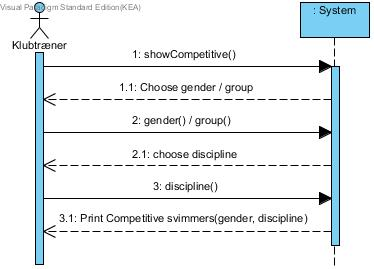 Visual Paradigm Standard Edition(KEA)
: System
Klubtræner
1: showCompetitive()
1.1: Choose gender / group
2: gender() / group()
2.1: choose discipline
3: discipline()
3.1: Print Competitive svimmers(gender, discipline)